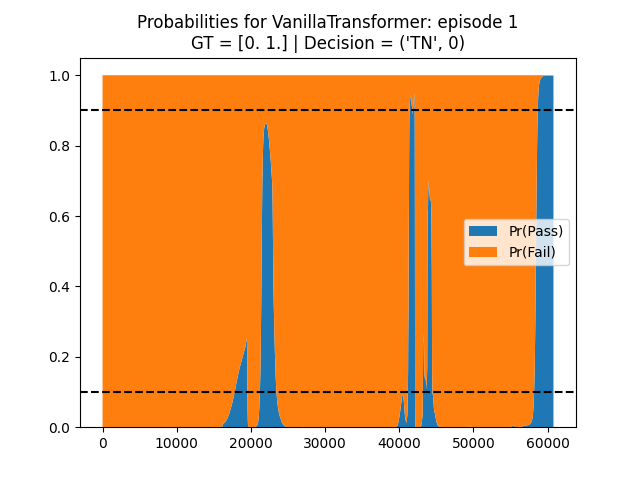 Probabilities for VanillaTransformer: episode 1
GT = [0. 1.] | Decision = ('TN', 0)
1.0
0.8
0.6
0.4
0.2
0.0
Pr(Pass)
Pr(Fail)
0 10000 20000 30000 40000 50000 60000